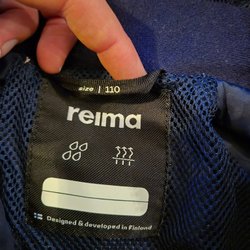 size | 110
reima
Designed & developed in Finland